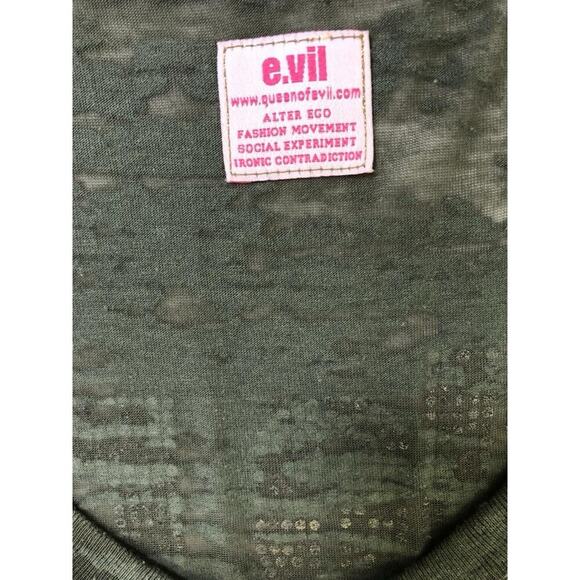 e.vil
www.queenofevil.com
ALTER EGO
FASHION MOVEMENT
SOCIAL EXPERIMENT
IRONIC CONTRADICTION